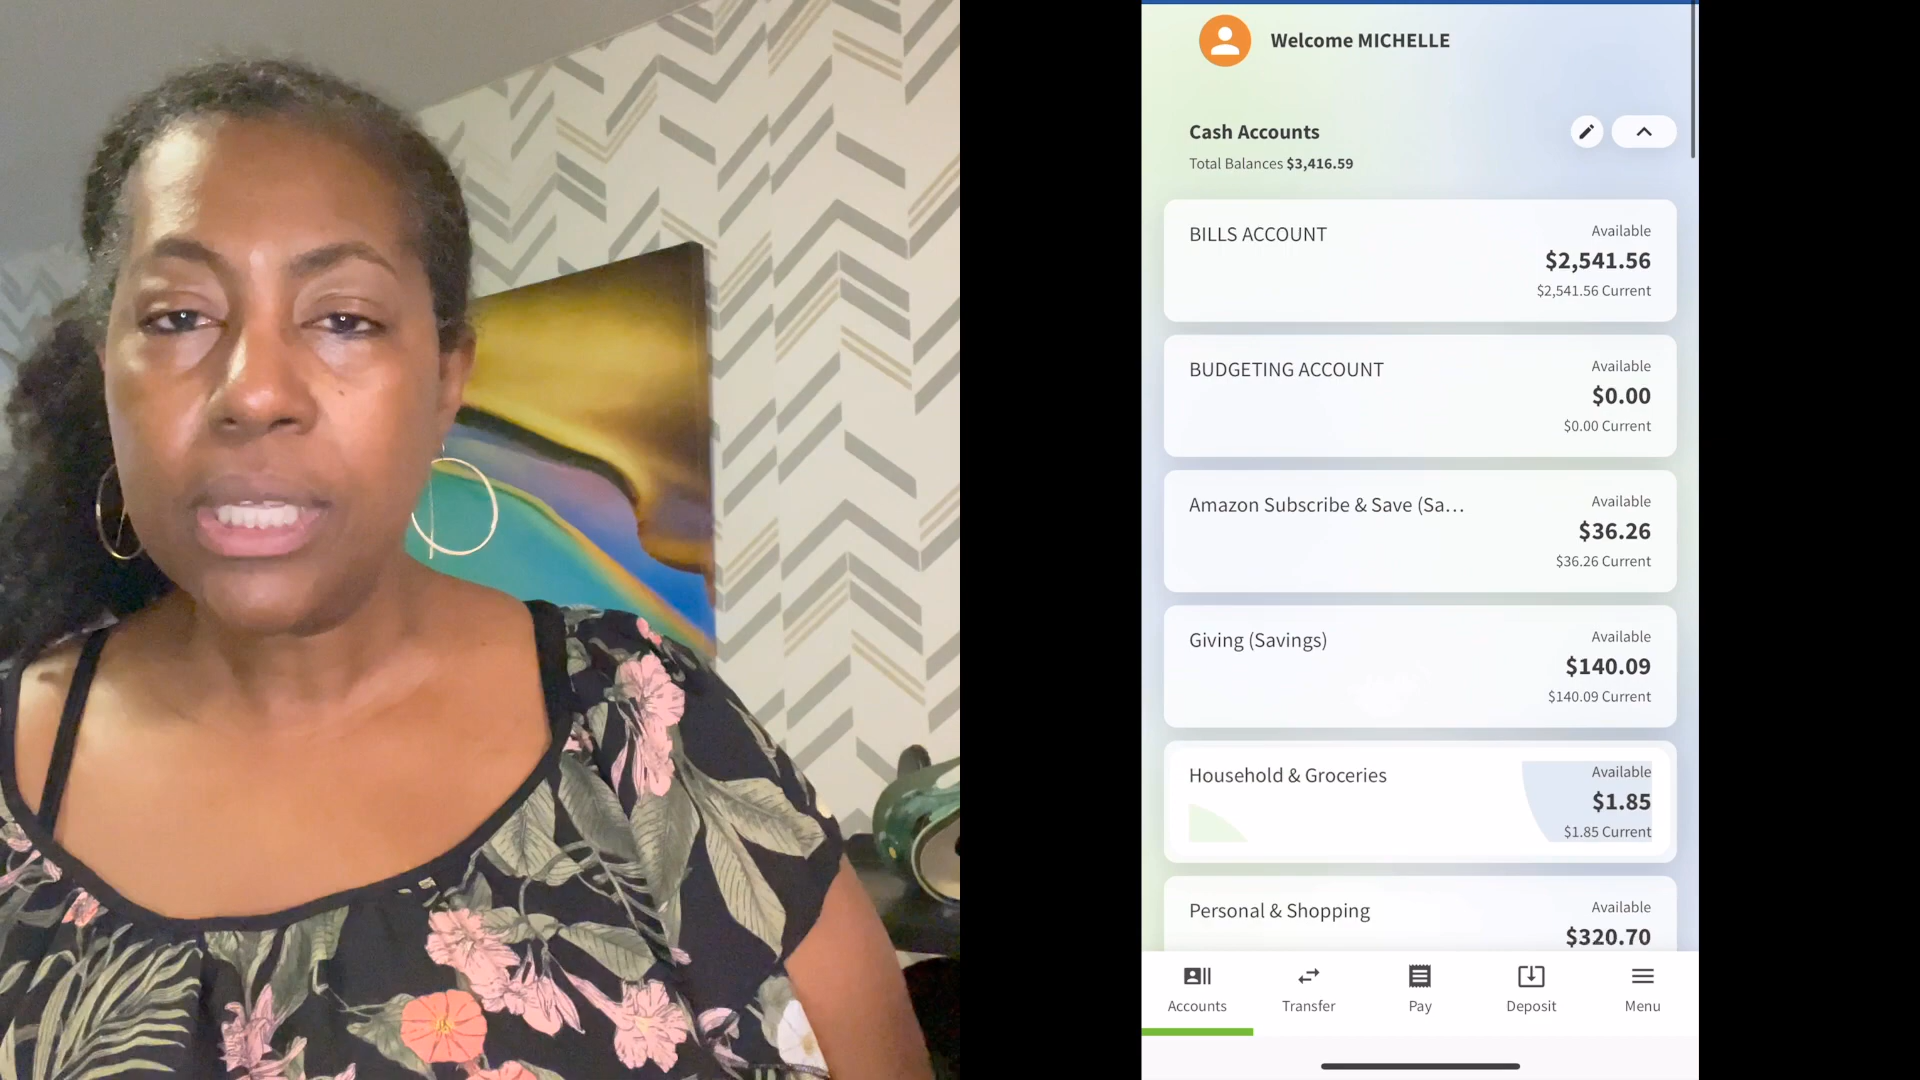 Welcome MICHELLE
Cash Accounts
Total Balances $3,416.59
BILLS ACCOUNT
Available
$2,541.56
$2,541.56 Current
BUDGETING ACCOUNT
Available
$0.00
$0.00 Current
Amazon Subscribe & Save (Sa...
Available
$36.26
$36.26 Current
Giving (Savings)
Available
$140.09
$140.09 Current
Household & Groceries
Available
$1.85
$1.85 Current
Personal & Shopping
Available
$320.70
Accounts
Transfer
Pay
Deposit
Menu